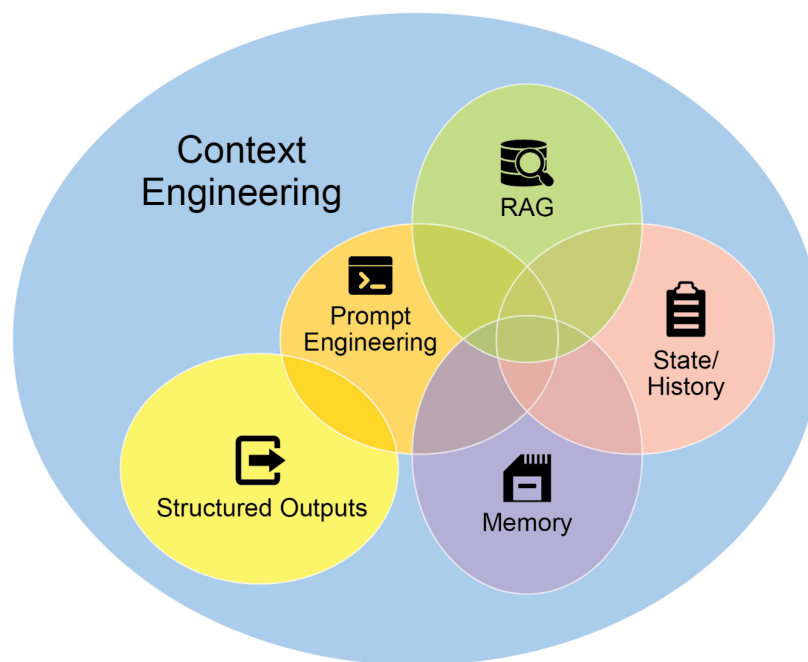 Context
Engineering
RAG
Prompt
Engineering
State/
History
Structured Outputs
Memory